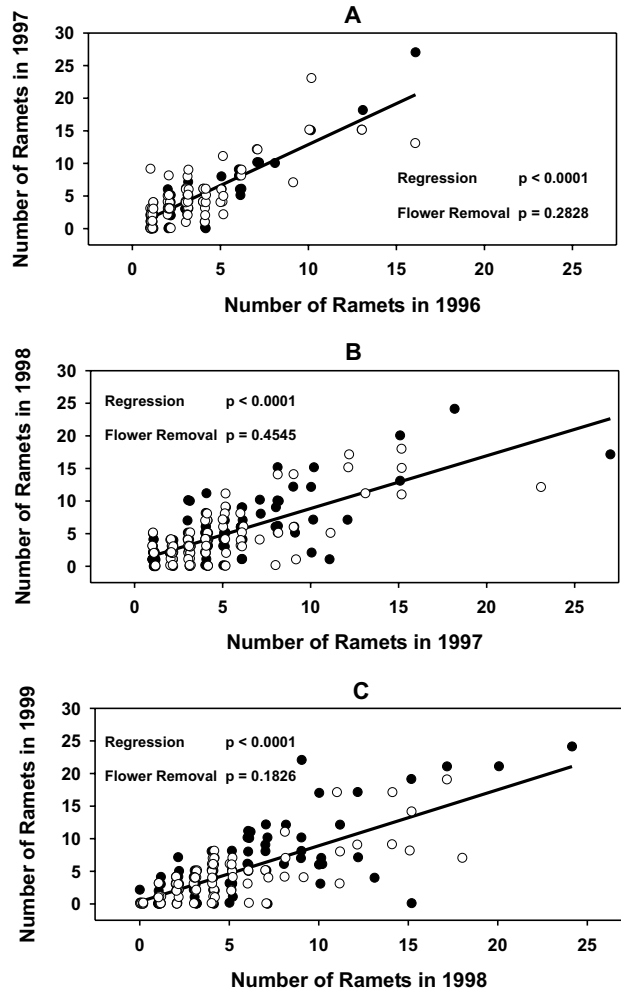 A
Number of Ramets in 1997
30
25
20
15
10
5
0
Regression p < 0.0001
Flower Removal p = 0.2828
0 5 10 15 20 25
Number of Ramets in 1996
B
Number of Ramets in 1998
30
25
20
15
10
5
0
Regression p < 0.0001
Flower Removal p = 0.4545
0 5 10 15 20 25
Number of Ramets in 1997
C
Number of Ramets in 1999
30
25
20
15
10
5
0
Regression p < 0.0001
Flower Removal p = 0.1826
0 5 10 15 20 25
Number of Ramets in 1998